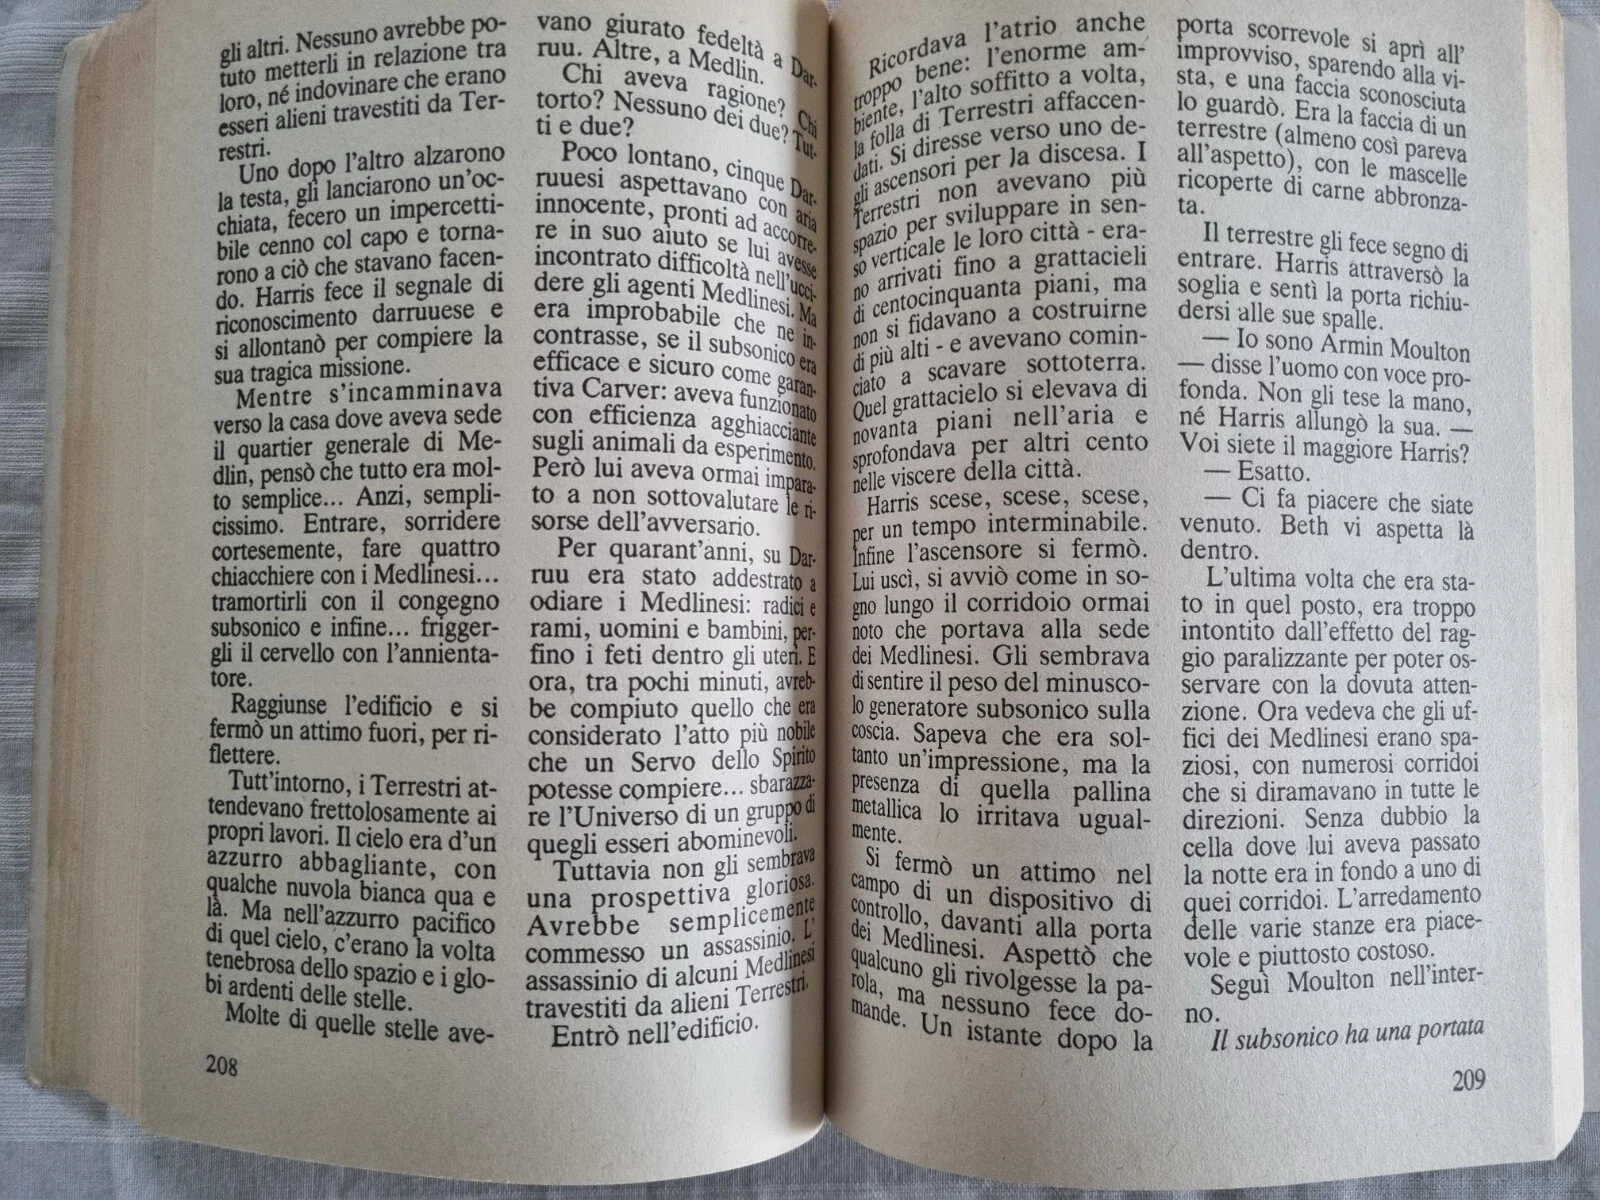 gli altri. Nessuno avrebbe po-
tuto metterli in relazione tra
loro, né indovinare che erano
esseri alieni travestiti da Ter-
restri.
Uno dopo l'altro alzarono
la testa, gli lanciarono un'oc-
chiata, fecero un impercetti-
bile cenno col capo e torna-
rono a ciò che stavano facen-
do. Harris fece il segnale di
riconoscimento darruuese e
si allontanò per compiere la
sua tragica missione.
Mentre s'incamminava
verso la casa dove aveva sede
il quartier generale di Me-
dlin, pensò che tutto era mol-
to semplice... Anzi, sempli-
cissimo. Entrare, sorridere
cortesemente, fare quattro
chiacchiere con i Medlinesi...
tramortirli con il congegno
subsonico e infine... frigger-
gli il cervello con l'annienta-
tore.
Raggiunse l'edificio e si
fermò un attimo fuori, per ri-
flettere.
Tutt'intorno, i Terrestri at-
tendevano frettolosamente ai
propri lavori. Il cielo era d'un
azzurro abbagliante, con
qualche nuvola bianca qua e
là. Ma nell'azzurro pacifico
di quel cielo, c'erano la volta
tenebrosa dello spazio e i glo-
bi ardenti delle stelle.
Molte di quelle stelle ave-
208
vano giurato fedeltà a Dar-
ruu. Altre, a Medlin.
Chi aveva ragione? Chi
torto? Nessuno dei due? Tut-
ti e due?
Poco lontano, cinque Dar-
ruuesi aspettavano con aria
innocente, pronti ad accorre-
re in suo aiuto se lui avesse
incontrato difficoltà nell'ucci-
dere gli agenti Medlinesi. Ma
era improbabile che ne in-
contrasse, se il subsonico era
efficace e sicuro come garan-
tiva Carver: aveva funzionato
con efficienza agghiacciante
sugli animali da esperimento.
Però lui aveva ormai impara-
to a non sottovalutare le ri-
sorse dell'avversario.
Per quarant'anni, su Dar-
ruu era stato addestrato a
odiare i Medlinesi: radici e
rami, uomini e bambini, per-
fino i feti dentro gli uteri. E
ora, tra pochi minuti, avreb-
be compiuto quello che era
considerato l'atto più nobile
che un Servo dello Spirito
potesse compiere... sbarazza-
re l'Universo di un gruppo di
quegli esseri abominevoli.
Tuttavia non gli sembrava
una prospettiva gloriosa.
Avrebbe semplicemente
commesso un assassinio. L'
assassinio di alcuni Medlinesi
travestiti da alieni Terrestri.
Entrò nell'edificio.
Ricordava l'atrio anche
troppo bene: l'enorme am-
biente, l'alto soffitto a volta,
la folla di Terrestri affaccen-
dati. Si diresse verso uno de-
gli ascensori per la discesa. I
Terrestri non avevano più
spazio per sviluppare in sen-
so verticale le loro città - era-
no arrivati fino a grattacieli
di centocinquanta piani, ma
non si fidavano a costruirne
di più alti - e avevano comin-
ciato a scavare sottoterra.
Quel grattacielo si elevava di
novanta piani nell'aria e
sprofondava per altri cento
nelle viscere della città.
Harris scese, scese, scese,
per un tempo interminabile.
Infine l'ascensore si fermò.
Lui uscì, si avviò come in so-
gno lungo il corridoio ormai
noto che portava alla sede
dei Medlinesi. Gli sembrava
di sentire il peso del minusco-
lo generatore subsonico sulla
coscia. Sapeva che era sol-
tanto un'impressione, ma la
presenza di quella pallina
metallica lo irritava ugual-
mente.
Si fermò un attimo nel
campo di un dispositivo di
controllo, davanti alla porta
dei Medlinesi. Aspettò che
qualcuno gli rivolgesse la pa-
rola, ma nessuno fece do-
mande. Un istante dopo la
porta scorrevole si aprì all'
improvviso, sparendo alla vi-
sta, e una faccia sconosciuta
lo guardò. Era la faccia di un
terrestre (almeno così pareva
all'aspetto), con le mascelle
ricoperte di carne abbronza-
ta.
Il terrestre gli fece segno di
entrare. Harris attraversò la
soglia e sentì la porta richiu-
dersi alle sue spalle.
— Io sono Armin Moulton
— disse l'uomo con voce pro-
fonda. Non gli tese la mano,
né Harris allungò la sua. —
Voi siete il maggiore Harris?
— Esatto.
— Ci fa piacere che siate
venuto. Beth vi aspetta là
dentro.
L'ultima volta che era sta-
to in quel posto, era troppo
intontito dall'effetto del rag-
gio paralizzante per poter os-
servare con la dovuta atten-
zione. Ora vedeva che gli uf-
fici dei Medlinesi erano spa-
ziosi, con numerosi corridoi
che si diramavano in tutte le
direzioni. Senza dubbio la
cella dove lui aveva passato
la notte era in fondo a uno di
quei corridoi. L'arredamento
delle varie stanze era piace-
vole e piuttosto costoso.
Seguì Moulton nell'inter-
no.
Il subsonico ha una portata
209